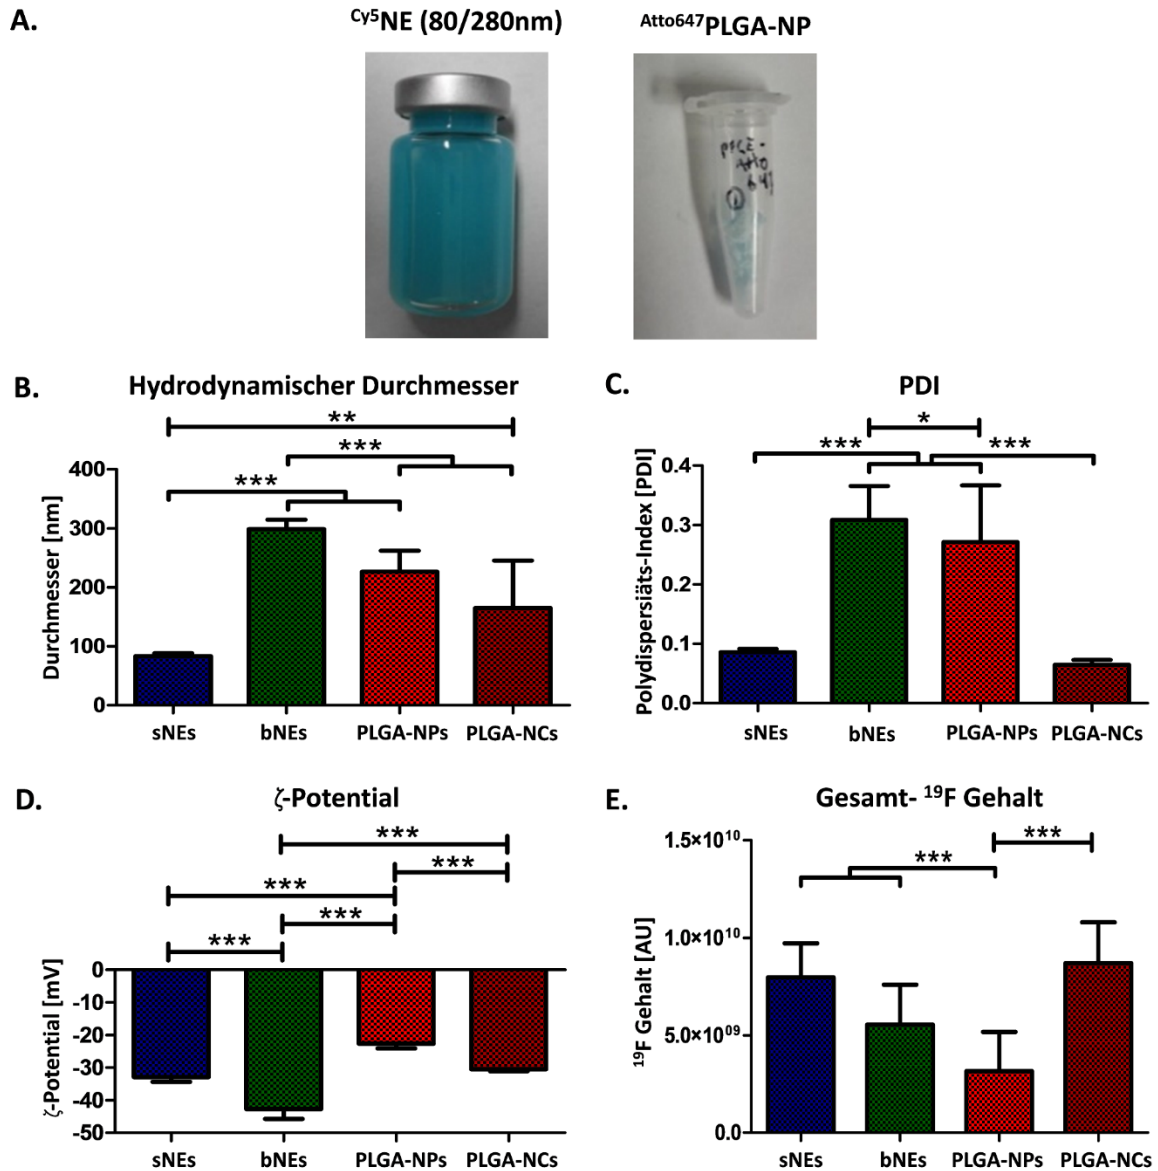 A.
Cy5NE (80/280nm)
Atto647PLGA-NP
PFCE-
Atto
647
1
B.
Hydrodynamischer Durchmesser
**
***
***
Durchmesser [nm]
400
300
200
100
0
sNEs bNEs PLGA-NPs PLGA-NCs
C.
PDI
*
*** ***
Polydispersiäts-Index [PDI]
0.4
0.3
0.2
0.1
0.0
sNEs bNEs PLGA-NPs PLGA-NCs
D.
ζ-Potential
***
***
***
***
***
ζ-Potential [mV]
0
-10
-20
-30
-40
-50
sNEs bNEs PLGA-NPs PLGA-NCs
E.
Gesamt- 19F Gehalt
***
***
19F Gehalt [AU]
1.5×10^10
1.0×10^10
5.0×10^09
0.0
sNEs bNEs PLGA-NPs PLGA-NCs